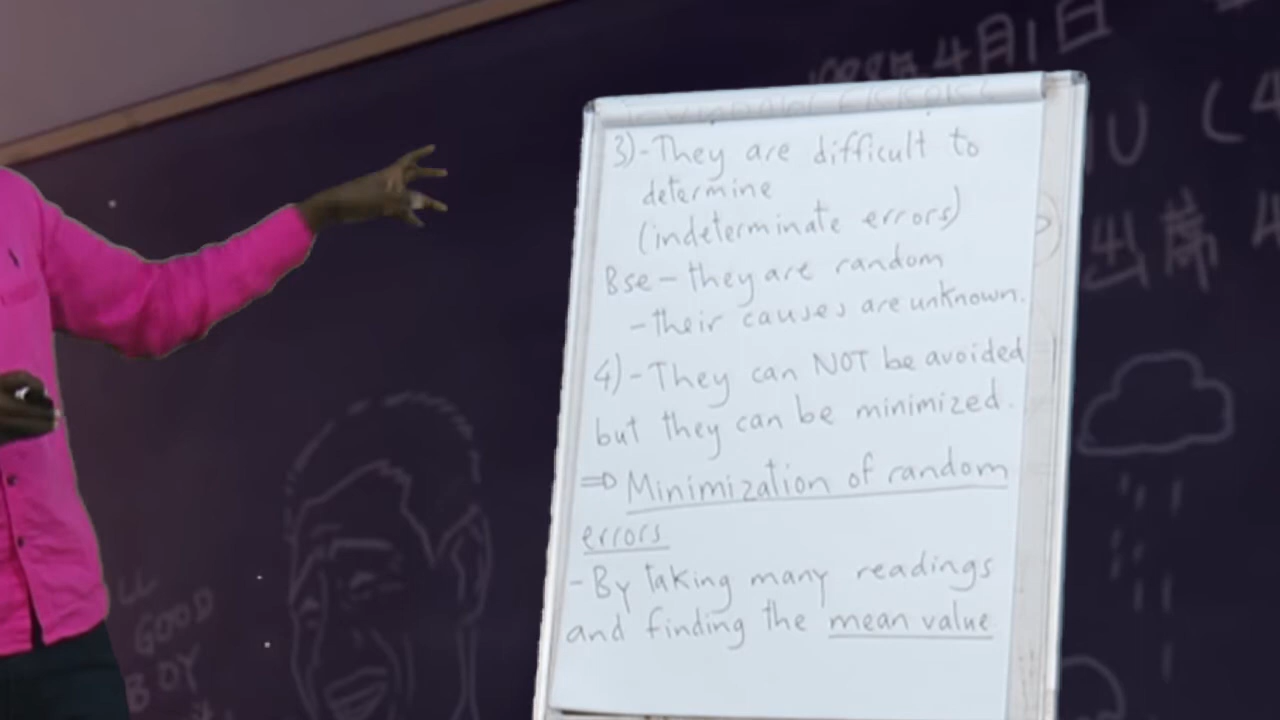 3)-They are difficult to
determine
(indeterminate errors)
Bse - they are random
- their causes are unknown.
4)-They can NOT be avoided
but they can be minimized.
⇒ Minimization of random
errors
- By taking many readings
and finding the mean value
4月1日
出席
GOOD
BOY